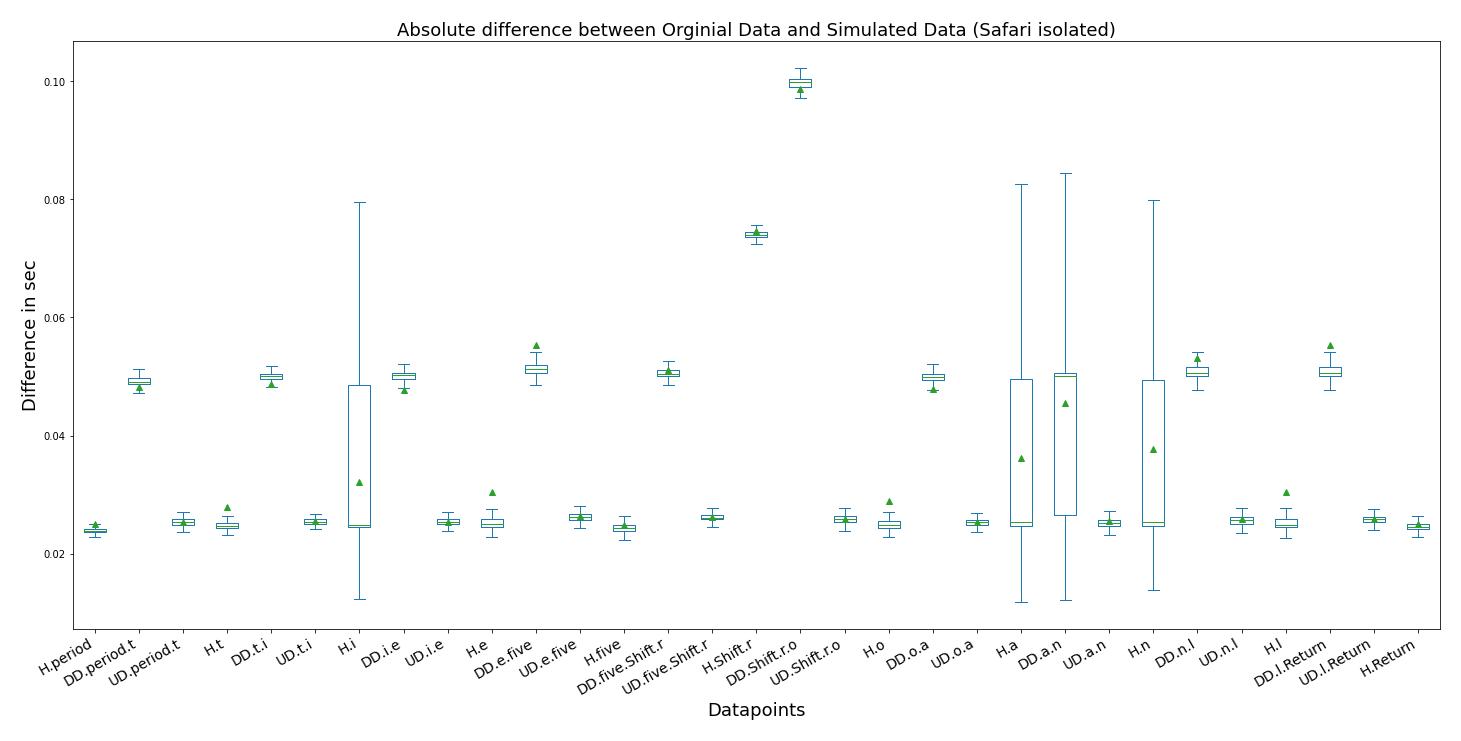 Absolute difference between Orginial Data and Simulated Data (Safari isolated)
Difference in sec
0.10
0.08
0.06
0.04
0.02
H.period
DD.period.t
UD.period.t
H.t
DD.t.i
UD.t.i
H.i
DD.i.e
UD.i.e
H.e
DD.e.five
UD.e.five
H.five
DD.five.Shift.r
UD.five.Shift.r
H.Shift.r
DD.Shift.r.o
UD.Shift.r.o
H.o
DD.o.a
UD.o.a
H.a
DD.a.n
UD.a.n
H.n
DD.n.l
UD.n.l
H.l
DD.l.Return
UD.l.Return
H.Return
Datapoints